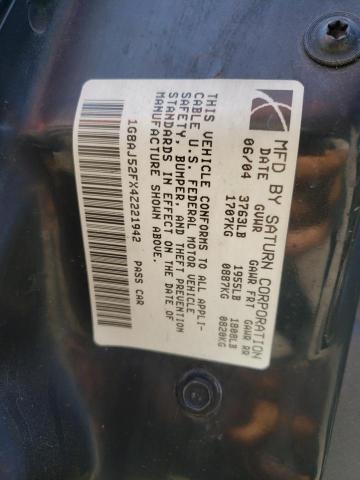 MFD BY SATURN CORPORATION
DATE GVWR GAWR FRT GAWR RR
06/04 3763LB 1955LB 1808LB
1707KG 0887KG 0820KG
THIS VEHICLE CONFORMS TO ALL APPLI-
CABLE U.S. FEDERAL MOTOR VEHICLE
SAFETY, BUMPER, AND THEFT PREVENTION
STANDARDS IN EFFECT ON THE DATE OF
MANUFACTURE SHOWN ABOVE.
1G8AJ52FX4Z221942 PASS CAR